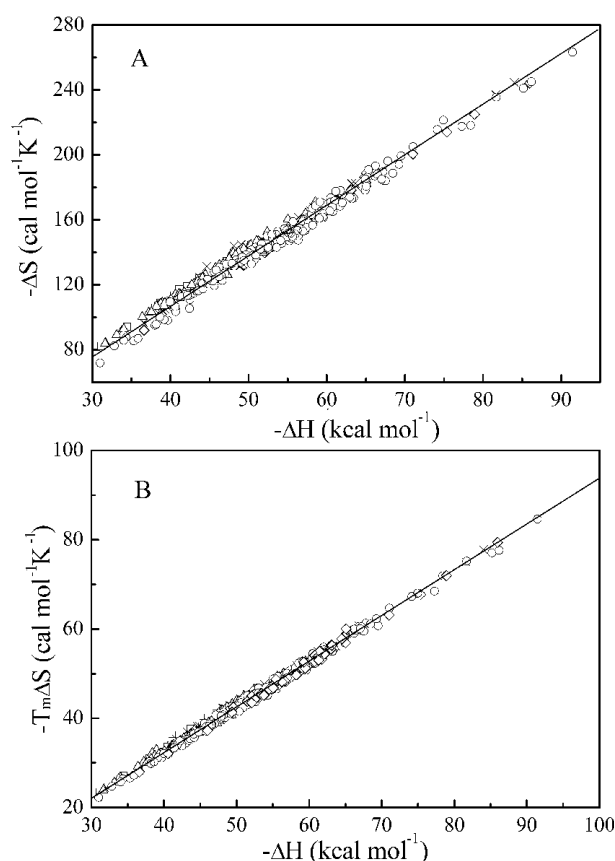 A
280
240
200
160
120
80
-ΔS (cal mol⁻¹K⁻¹)
30 40 50 60 70 80 90
-ΔH (kcal mol⁻¹)
B
100
80
60
40
20
-TₘΔS (cal mol⁻¹K⁻¹)
30 40 50 60 70 80 90 100
-ΔH (kcal mol⁻¹)